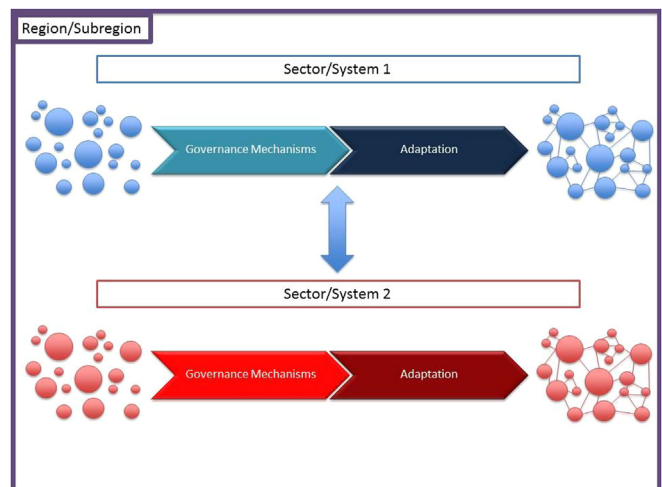 Region/Subregion
Sector/System 1
Governance Mechanisms
Adaptation
Sector/System 2
Governance Mechanisms
Adaptation